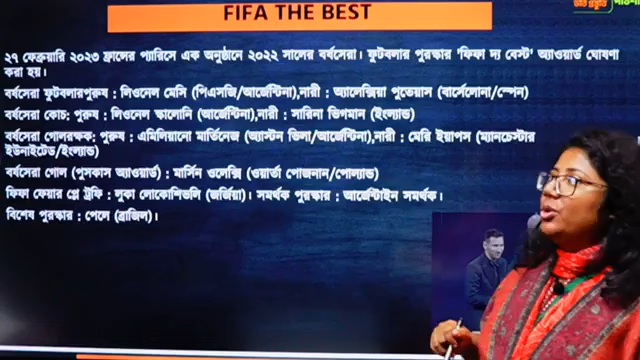 FIFA THE BEST
২৭ ফেব্রুয়ারি ২০২৩ ফ্রান্সের প্যারিসে এক অনুষ্ঠানে ২০২২ সালের বর্ষসেরা। ফুটবলার পুরস্কার 'ফিফা দ্য বেস্ট' অ্যাওয়ার্ড ঘোষণা
করা হয়।
বর্ষসেরা ফুটবলারপুরুষ : লিওনেল মেসি (পিএসজি/আর্জেন্টিনা),নারী : অ্যালেক্সিয়া পুতেয়াস (বার্সেলোনা/স্পেন)
বর্ষসেরা কোচ: পুরুষ : লিওনেল স্কালোনি (আর্জেন্টিনা),নারী : সারিনা ভিগমান (ইংল্যান্ড)
বর্ষসেরা গোলরক্ষক: পুরুষ : এমিলিয়ানো মার্তিনেজ (অ্যাস্টন ভিলা/আর্জেন্টিনা),নারী : মেরি ইয়াপস (ম্যানচেস্টার
ইউনাইটেড/ইংল্যান্ড)
বর্ষসেরা গোল (পুসকাস অ্যাওয়ার্ড) : মার্সিন ওলেক্সি (ওয়ার্তা পোজনান/পোল্যান্ড)
ফিফা ফেয়ার প্লে ট্রফি : লুকা লোকোশিভলি (জর্জিয়া)। সমর্থক পুরস্কার : আর্জেন্টাইন সমর্থক।
বিশেষ পুরস্কার : পেলে (ব্রাজিল)।